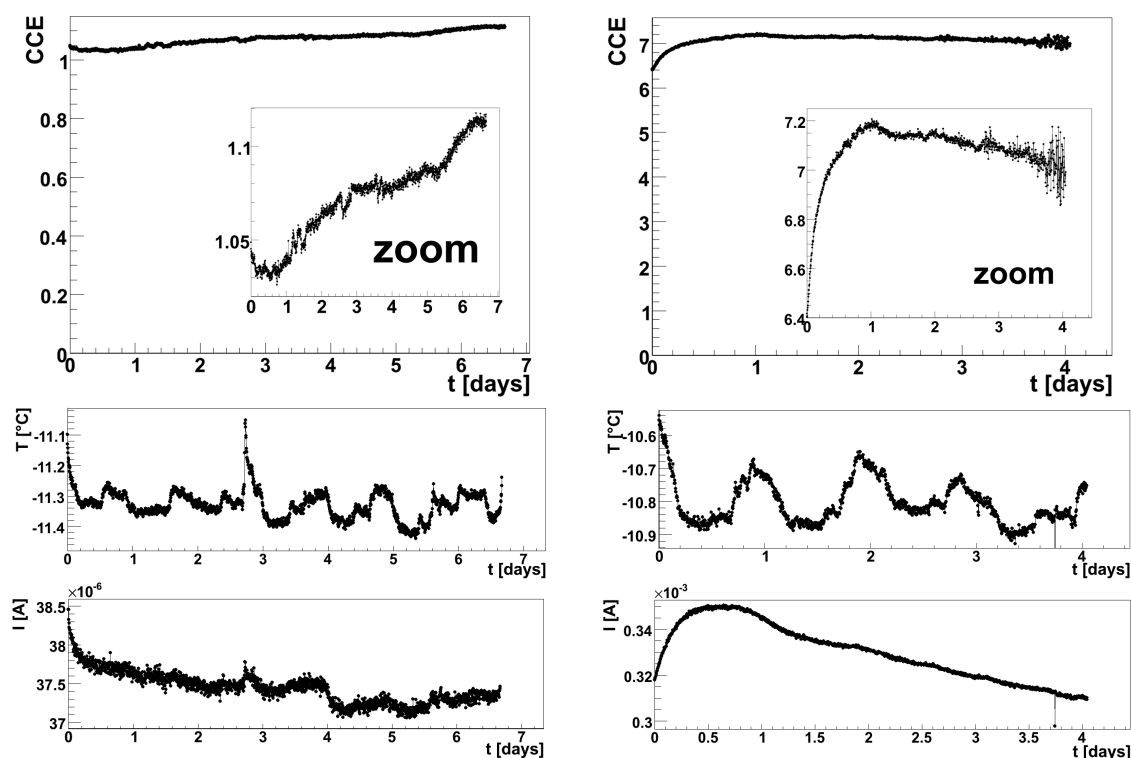 CCE
1
0.8
0.6
0.4
0.2
0
0 1 2 3 4 5 6 7
t [days]
1.1
1.05
zoom
0 1 2 3 4 5 6 7
CCE
7
6
5
4
3
2
1
0
0 1 2 3 4
t [days]
7.2
7
6.8
6.6
6.4
zoom
0 1 2 3 4
T [°C]
-11.1
-11.2
-11.3
-11.4
0 1 2 3 4 5 6 7
t [days]
T [°C]
-10.6
-10.7
-10.8
-10.9
0 1 2 3 4
t [days]
×10⁻⁶
I [A]
38.5
38
37.5
37
0 1 2 3 4 5 6 7
t [days]
×10⁻³
I [A]
0.34
0.32
0.3
0 0.5 1 1.5 2 2.5 3 3.5 4
t [days]